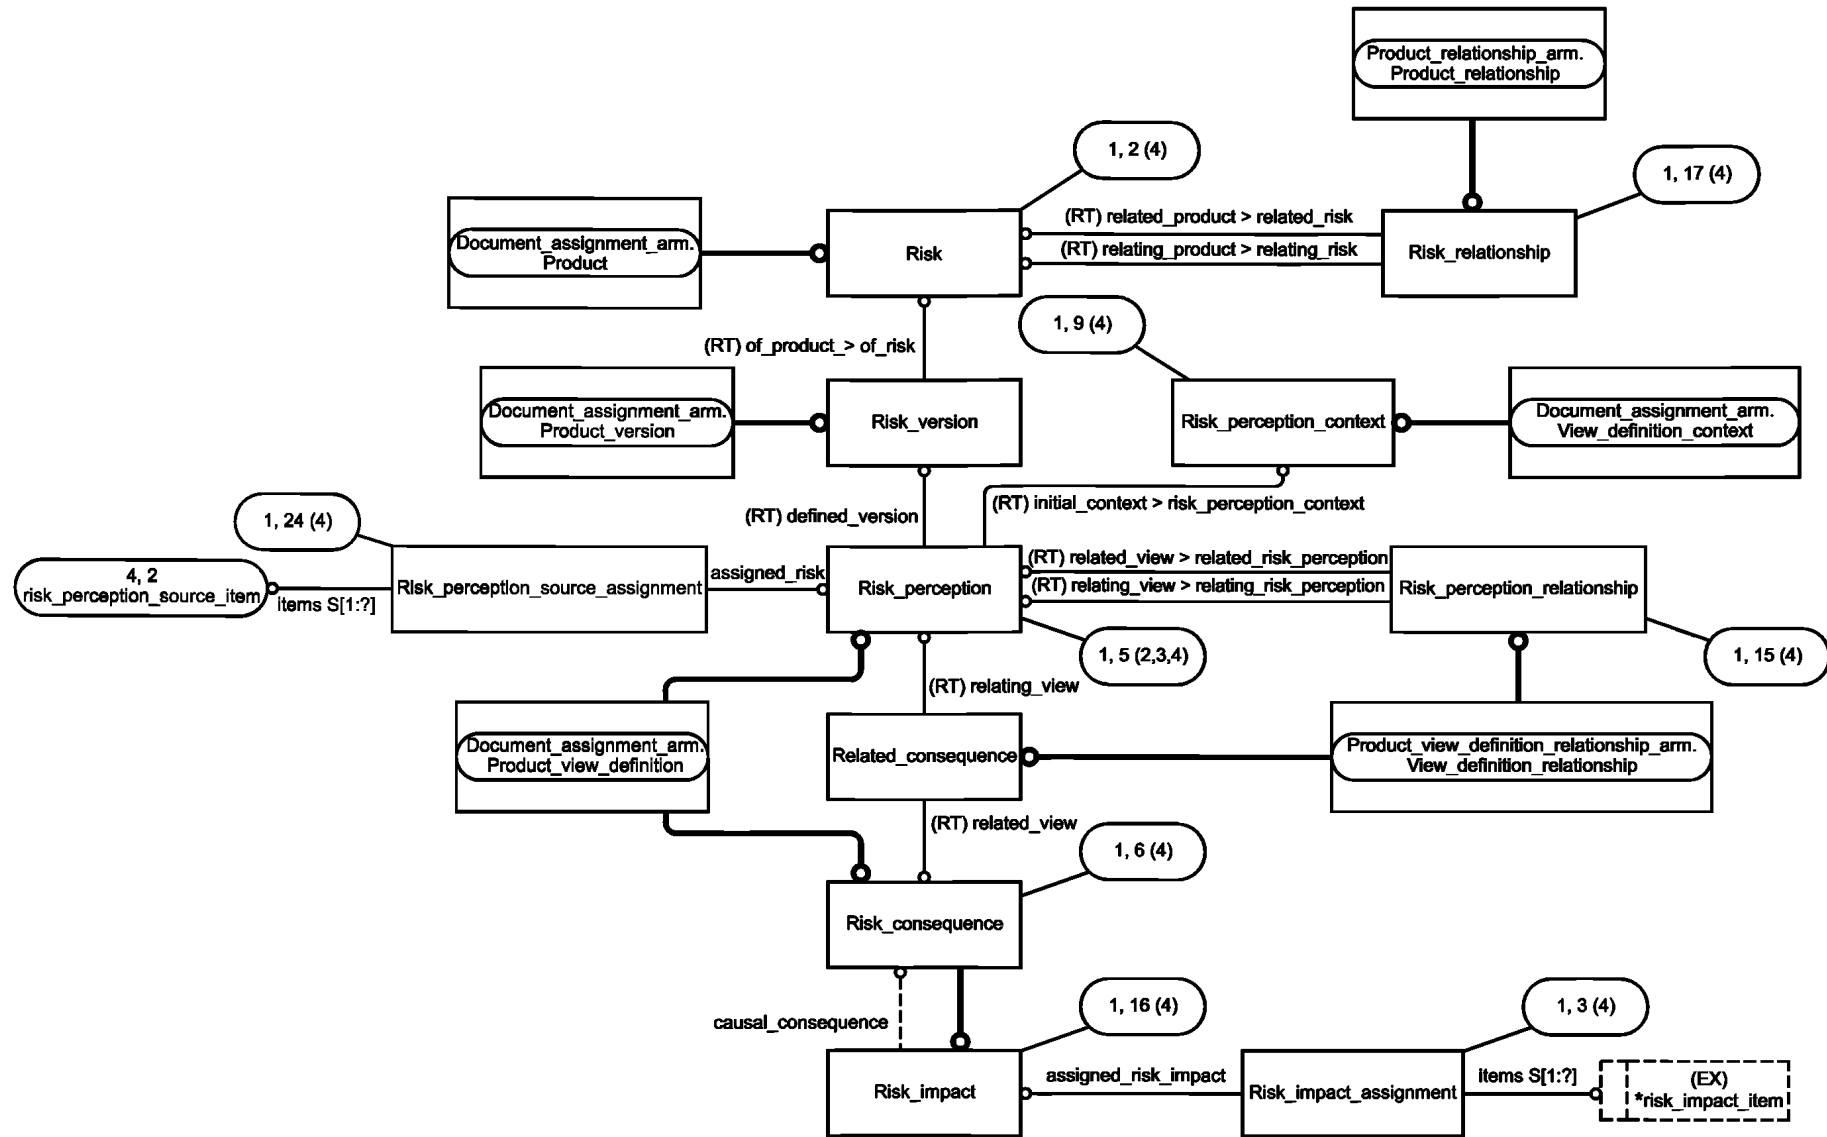 Product_relationship_arm.
Product_relationship
1, 2 (4)
1, 17 (4)
Document_assignment_arm.
Product
Risk
(RT) related_product > related_risk
(RT) relating_product > relating_risk
Risk_relationship
1, 9 (4)
(RT) of_product_> of_risk
Document_assignment_arm.
Product_version
Risk_version
Risk_perception_context
Document_assignment_arm.
View_definition_context
(RT) initial_context > risk_perception_context
(RT) defined_version
1, 24 (4)
4, 2
risk_perception_source_item
items S[1:?]
Risk_perception_source_assignment
assigned_risk
Risk_perception
(RT) related_view > related_risk_perception
(RT) relating_view > relating_risk_perception
Risk_perception_relationship
1, 5 (2,3,4)
1, 15 (4)
(RT) relating_view
Document_assignment_arm.
Product_view_definition
Related_consequence
Product_view_definition_relationship_arm.
View_definition_relationship
(RT) related_view
1, 6 (4)
Risk_consequence
causal_consequence
1, 16 (4)
1, 3 (4)
Risk_impact
assigned_risk_impact
Risk_impact_assignment
items S[1:?]
(EX)
*risk_impact_item